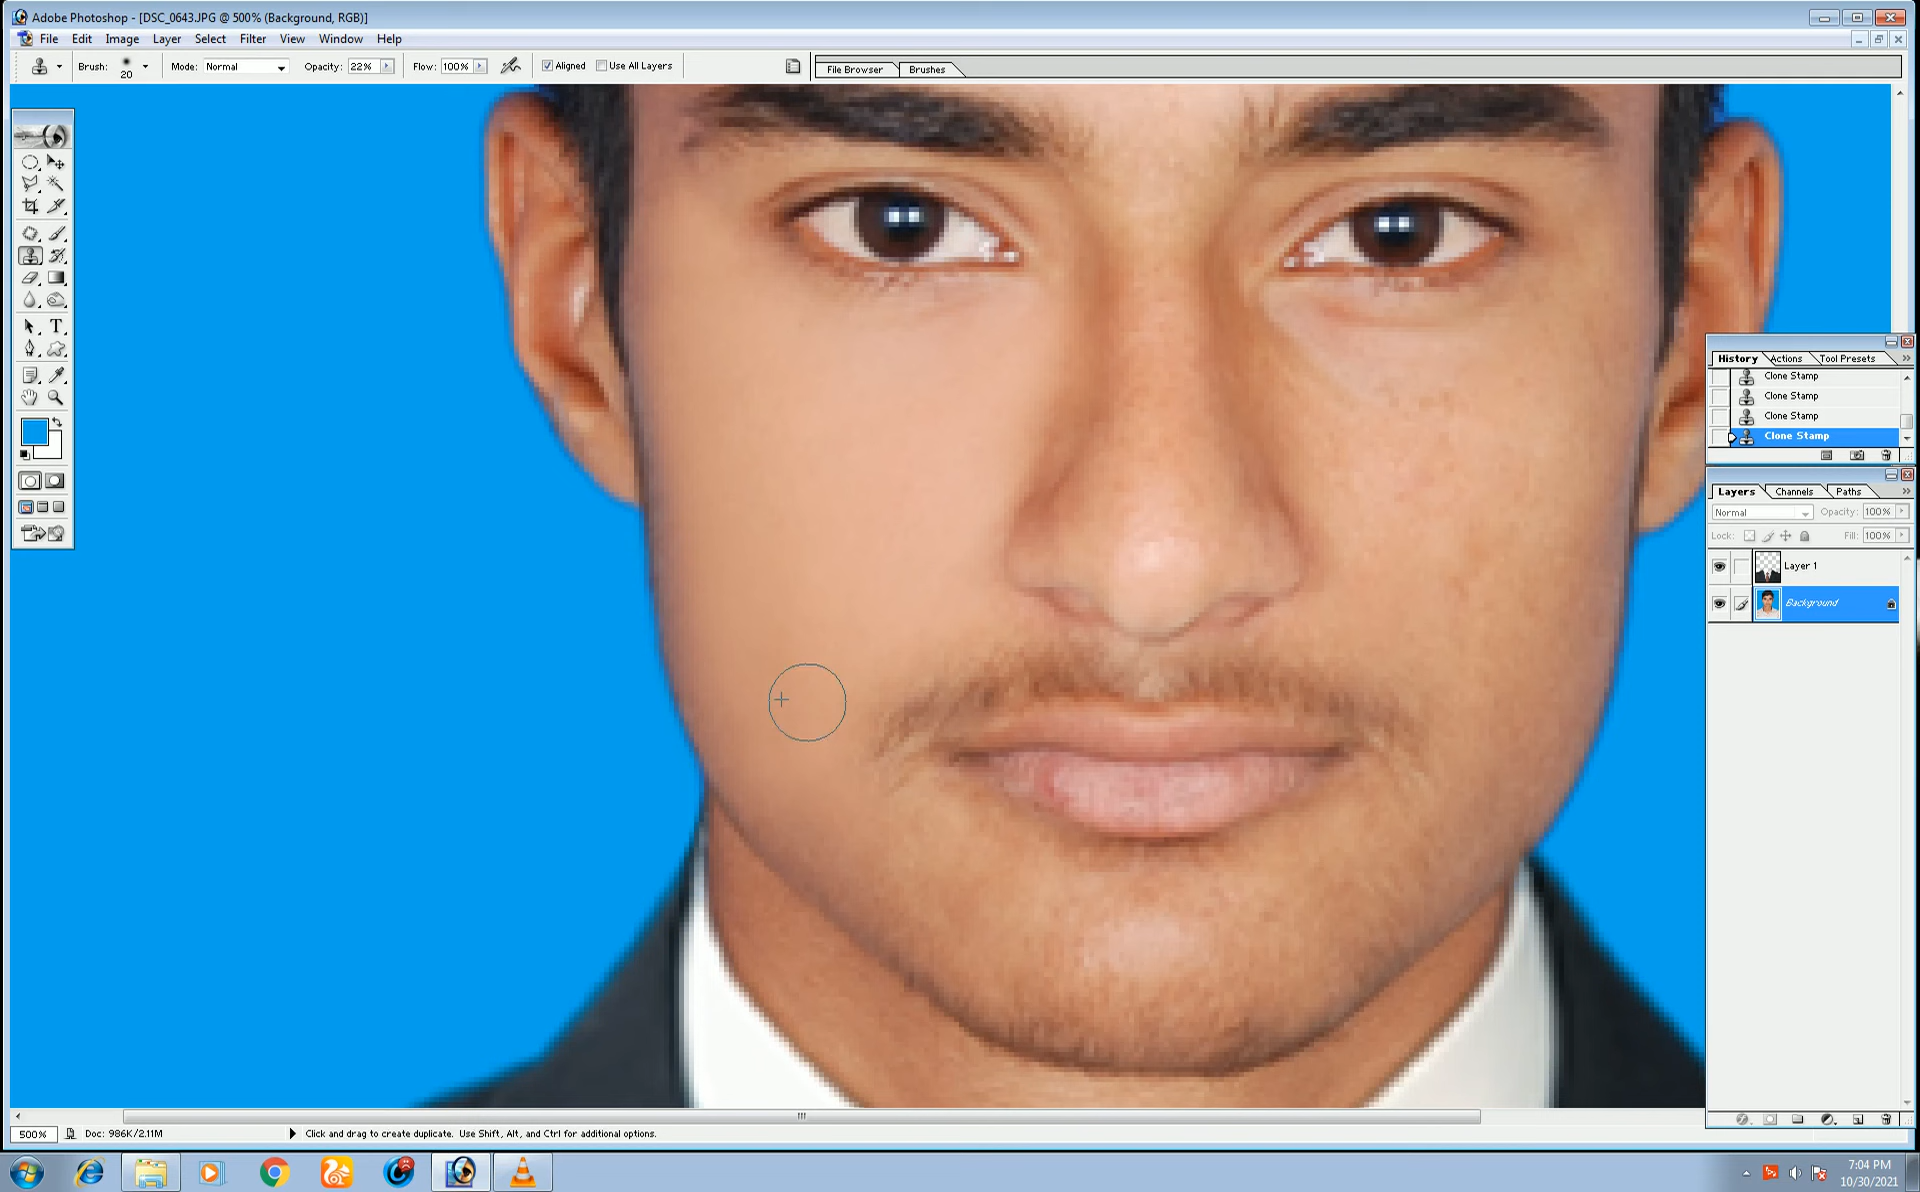 Adobe Photoshop - [DSC_0643.JPG @ 500% (Background, RGB)]
File Edit Image Layer Select Filter View Window Help
Brush: 20 Mode: Normal Opacity: 22% Flow: 100% Aligned Use All Layers File Browser Brushes
T
History Actions Tool Presets
Clone Stamp
Clone Stamp
Clone Stamp
Clone Stamp
Layers Channels Paths
Normal Opacity: 100%
Lock: Fill: 100%
Layer 1
Background
500% Doc: 986K/2.11M Click and drag to create duplicate. Use Shift, Alt, and Ctrl for additional options.
7:04 PM
10/30/2021